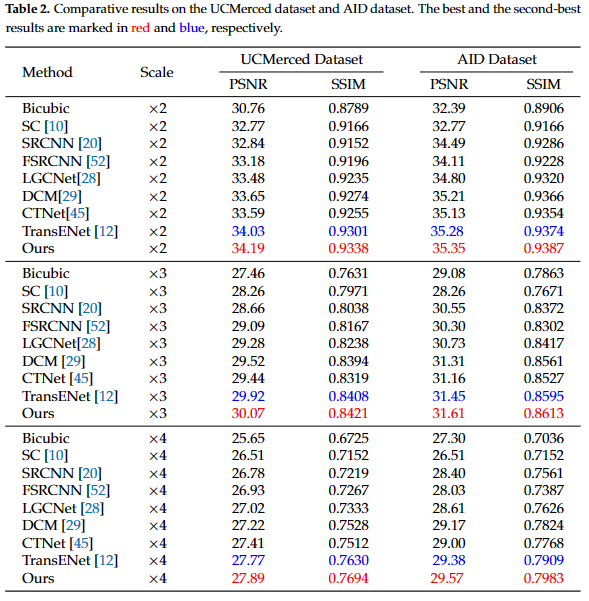 Table 2. Comparative results on the UCMerced dataset and AID dataset. The best and the second-best
results are marked in red and blue, respectively.
Method Scale UCMerced Dataset AID Dataset
PSNR SSIM PSNR SSIM
Bicubic ×2 30.76 0.8789 32.39 0.8906
SC [10] ×2 32.77 0.9166 32.77 0.9166
SRCNN [20] ×2 32.84 0.9152 34.49 0.9286
FSRCNN [52] ×2 33.18 0.9196 34.11 0.9228
LGCNet[28] ×2 33.48 0.9235 34.80 0.9320
DCM[29] ×2 33.65 0.9274 35.21 0.9366
CTNet[45] ×2 33.59 0.9255 35.13 0.9354
TransENet [12] ×2 34.03 0.9301 35.28 0.9374
Ours ×2 34.19 0.9338 35.35 0.9387
Bicubic ×3 27.46 0.7631 29.08 0.7863
SC [10] ×3 28.26 0.7971 28.26 0.7671
SRCNN [20] ×3 28.66 0.8038 30.55 0.8372
FSRCNN [52] ×3 29.09 0.8167 30.30 0.8302
LGCNet[28] ×3 29.28 0.8238 30.73 0.8417
DCM [29] ×3 29.52 0.8394 31.31 0.8561
CTNet [45] ×3 29.44 0.8319 31.16 0.8527
TransENet [12] ×3 29.92 0.8408 31.45 0.8595
Ours ×3 30.07 0.8421 31.61 0.8613
Bicubic ×4 25.65 0.6725 27.30 0.7036
SC [10] ×4 26.51 0.7152 26.51 0.7152
SRCNN [20] ×4 26.78 0.7219 28.40 0.7561
FSRCNN [52] ×4 26.93 0.7267 28.03 0.7387
LGCNet [28] ×4 27.02 0.7333 28.61 0.7626
DCM [29] ×4 27.22 0.7528 29.17 0.7824
CTNet [45] ×4 27.41 0.7512 29.00 0.7768
TransENet [12] ×4 27.77 0.7630 29.38 0.7909
Ours ×4 27.89 0.7694 29.57 0.7983